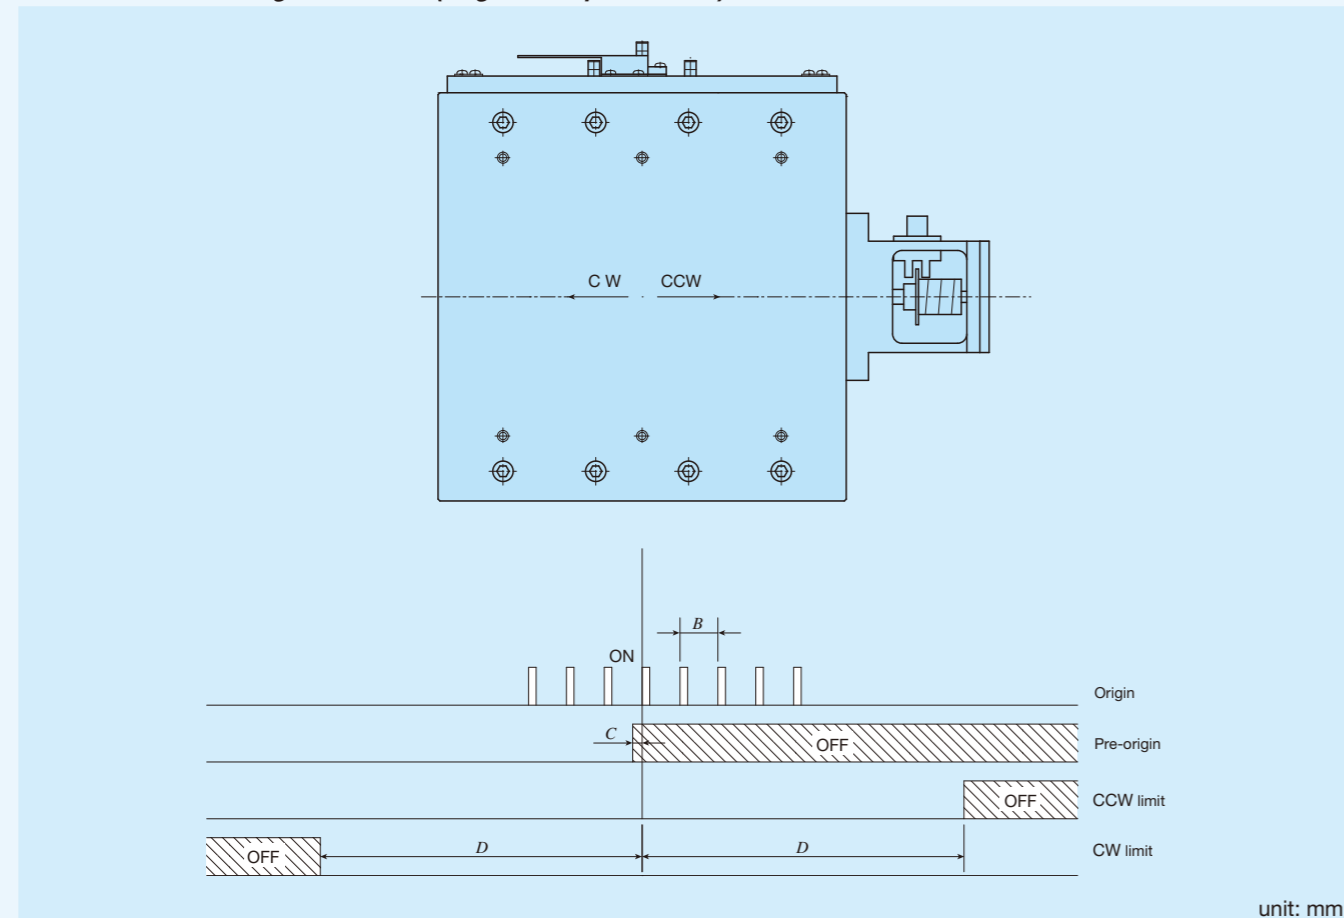 C W CCW
B
ON
Origin
C
OFF
Pre-origin
OFF
CCW limit
OFF
D
D
CW limit
unit: mm